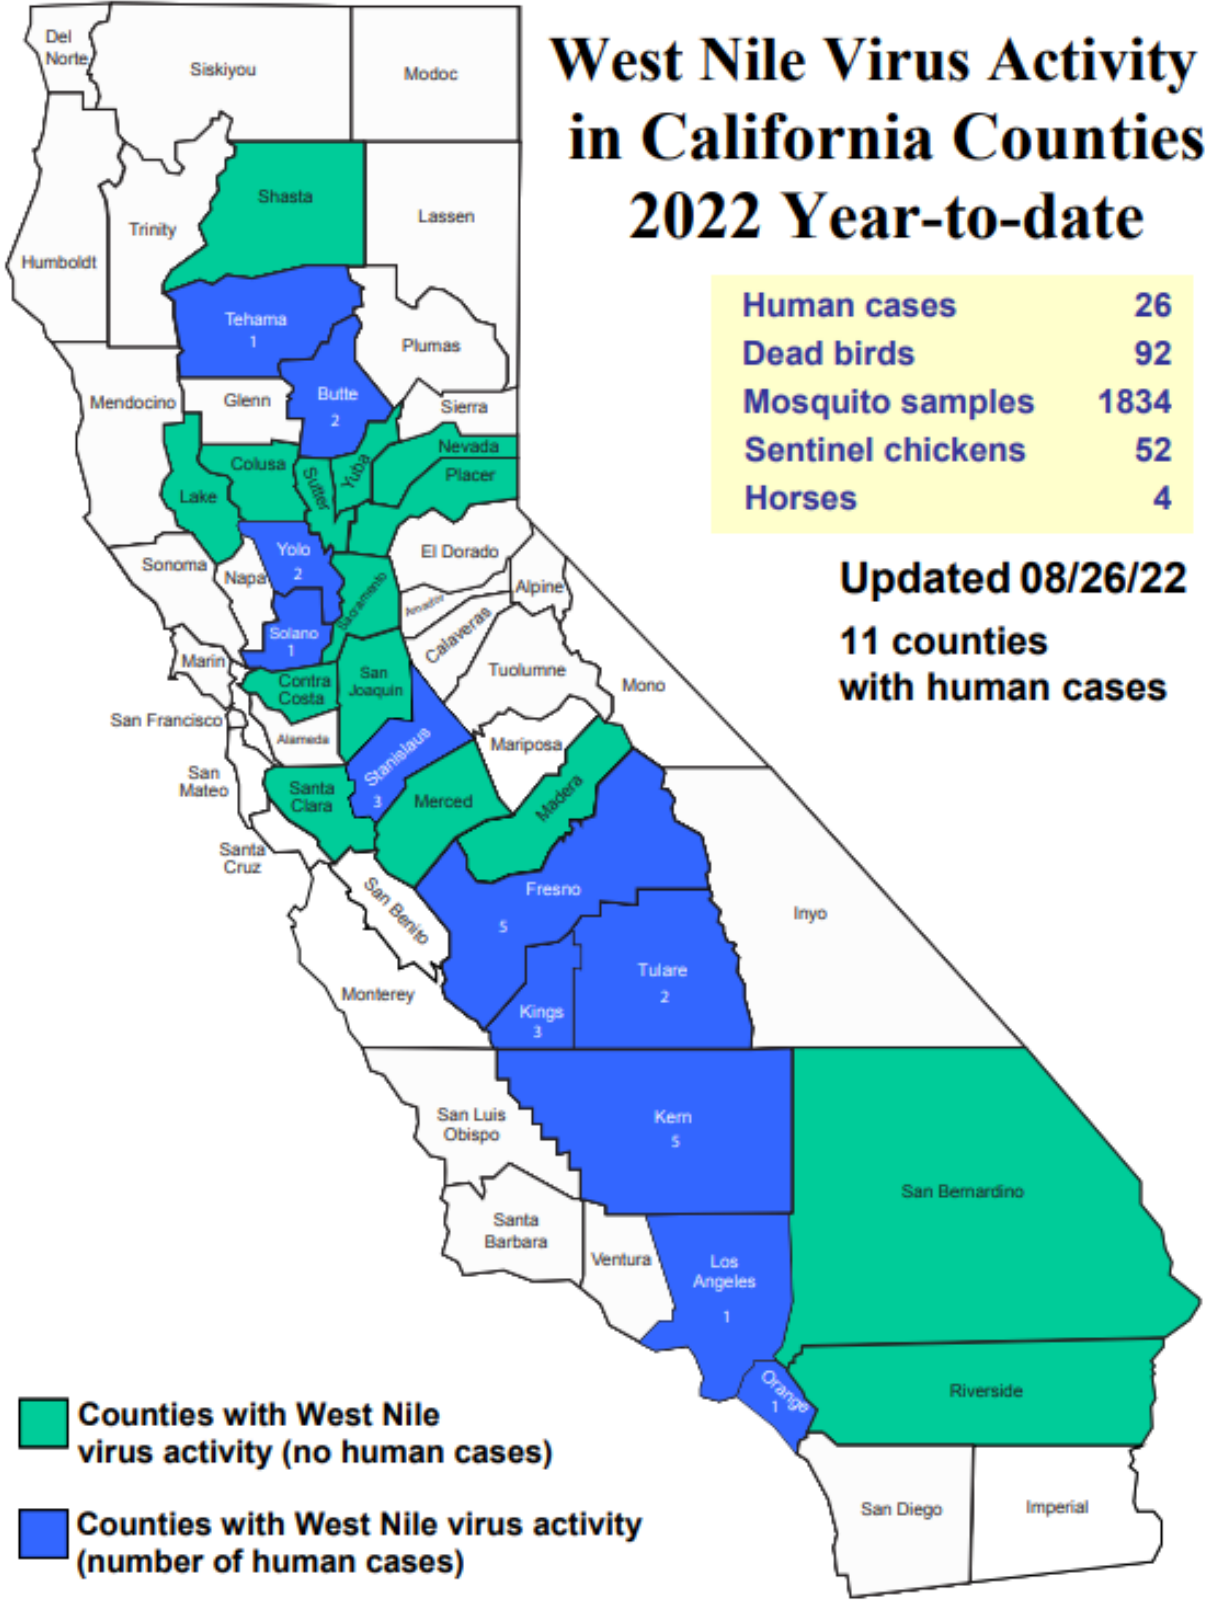 West Nile Virus Activity
in California Counties
2022 Year-to-date
Human cases 26
Dead birds 92
Mosquito samples 1834
Sentinel chickens 52
Horses 4
Updated 08/26/22
11 counties
with human cases
Del
Norte
Siskiyou
Modoc
Shasta
Lassen
Trinity
Humboldt
Tehama
1
Plumas
Mendocino
Glenn
Butte
2
Sierra
Nevada
Colusa
Sutter
Yuba
Placer
Lake
Sonoma
Napa
Yolo
2
El Dorado
Sacramento
Amador
Alpine
Solano
1
Calaveras
Marin
Contra
Costa
San
Joaquin
Tuolumne
Mono
San Francisco
Alameda
Stanislaus
3
Mariposa
San
Mateo
Santa
Clara
Merced
Madera
Santa
Cruz
San Benito
Fresno
5
Inyo
Monterey
Kings
3
Tulare
2
San Luis
Obispo
Kern
5
San Bernardino
Santa
Barbara
Ventura
Los
Angeles
1
Orange
1
Riverside
San Diego
Imperial
Counties with West Nile
virus activity (no human cases)
Counties with West Nile virus activity
(number of human cases)